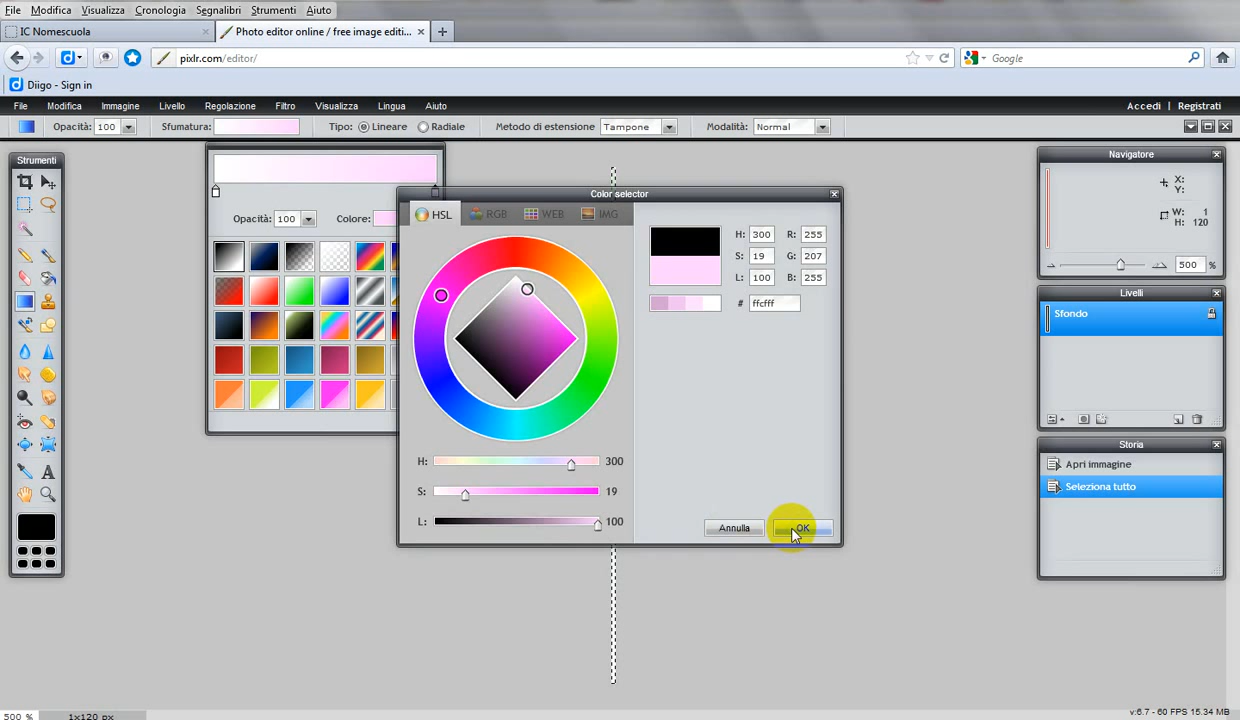 File Modifica Visualizza Cronologia Segnalibri Strumenti Aiuto
IC Nomescuola × Photo editor online / free image editi... × +
pixlr.com/editor/ Google
Diigo - Sign in
File Modifica Immagine Livello Regolazione Filtro Visualizza Lingua Aiuto Accedi | Registrati
Opacità: 100 Sfumatura: Tipo: Lineare Radiale Metodo di estensione Tampone Modalità: Normal
Strumenti
Navigatore
X:
Y:
W: 1
H: 120
500 %
Color selector
HSL RGB WEB IMG
Opacità: 100 Colore:
H: 300 R: 255
S: 19 G: 207
L: 100 B: 255
# ffcfff
H: 300
S: 19
L: 100
Annulla OK
Livelli
Sfondo
Storia
Apri immagine
Seleziona tutto
500 % 1x120 px
v:6.7 - 60 FPS 15.34 MB